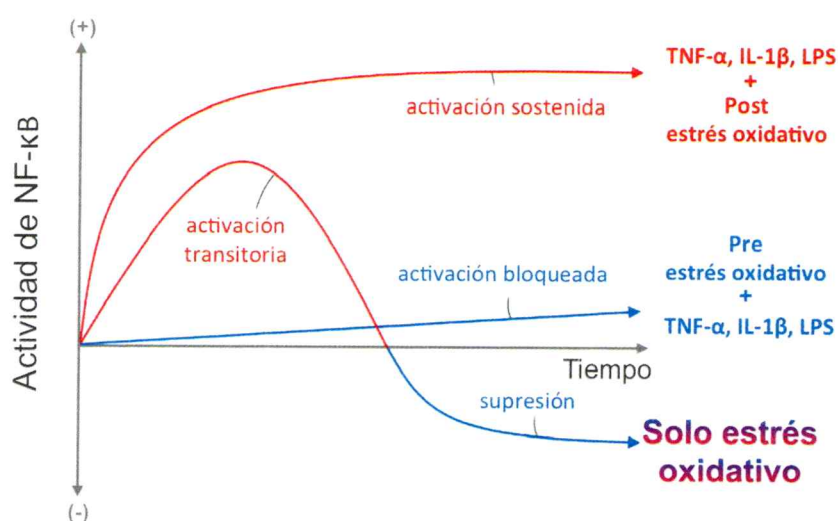 (+)
Actividad de NF-κB
TNF-α, IL-1β, LPS
+
Post
estrés oxidativo
activación sostenida
activación
transitoria
Pre
estrés oxidativo
+
TNF-α, IL-1β, LPS
activación bloqueada
Tiempo
supresión
Solo estrés
oxidativo
(-)